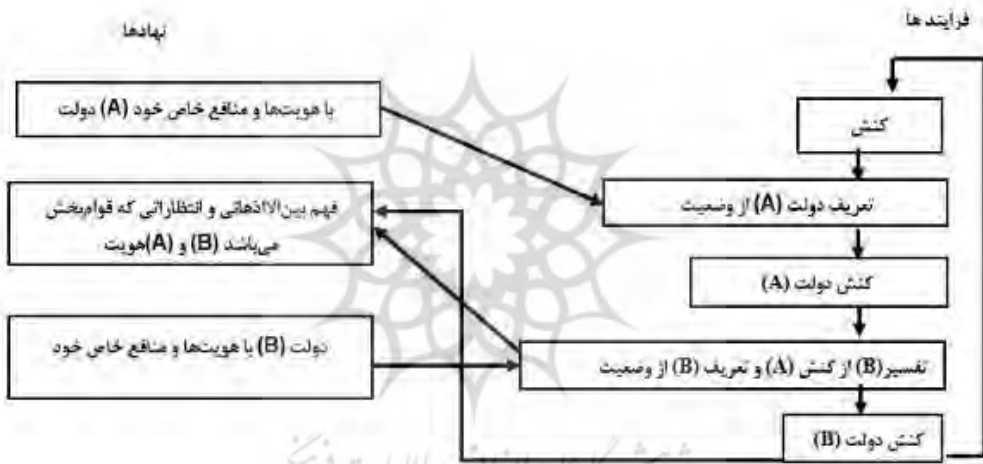 فرآیندها
نهادها
کنش
با هویت‌ها و منافع خاص خود (A) دولت
تعریف دولت (A) از وضعیت
فهم بین‌الااذهانی و انتظاراتی که قوام‌بخش
می‌باشد (B) و (A)هویت
کنش دولت (A)
دولت (B) با هویت‌ها و منافع خاص خود
تفسیر(B) از کنش (A) و تعریف (B) از وضعیت
کنش دولت (B)